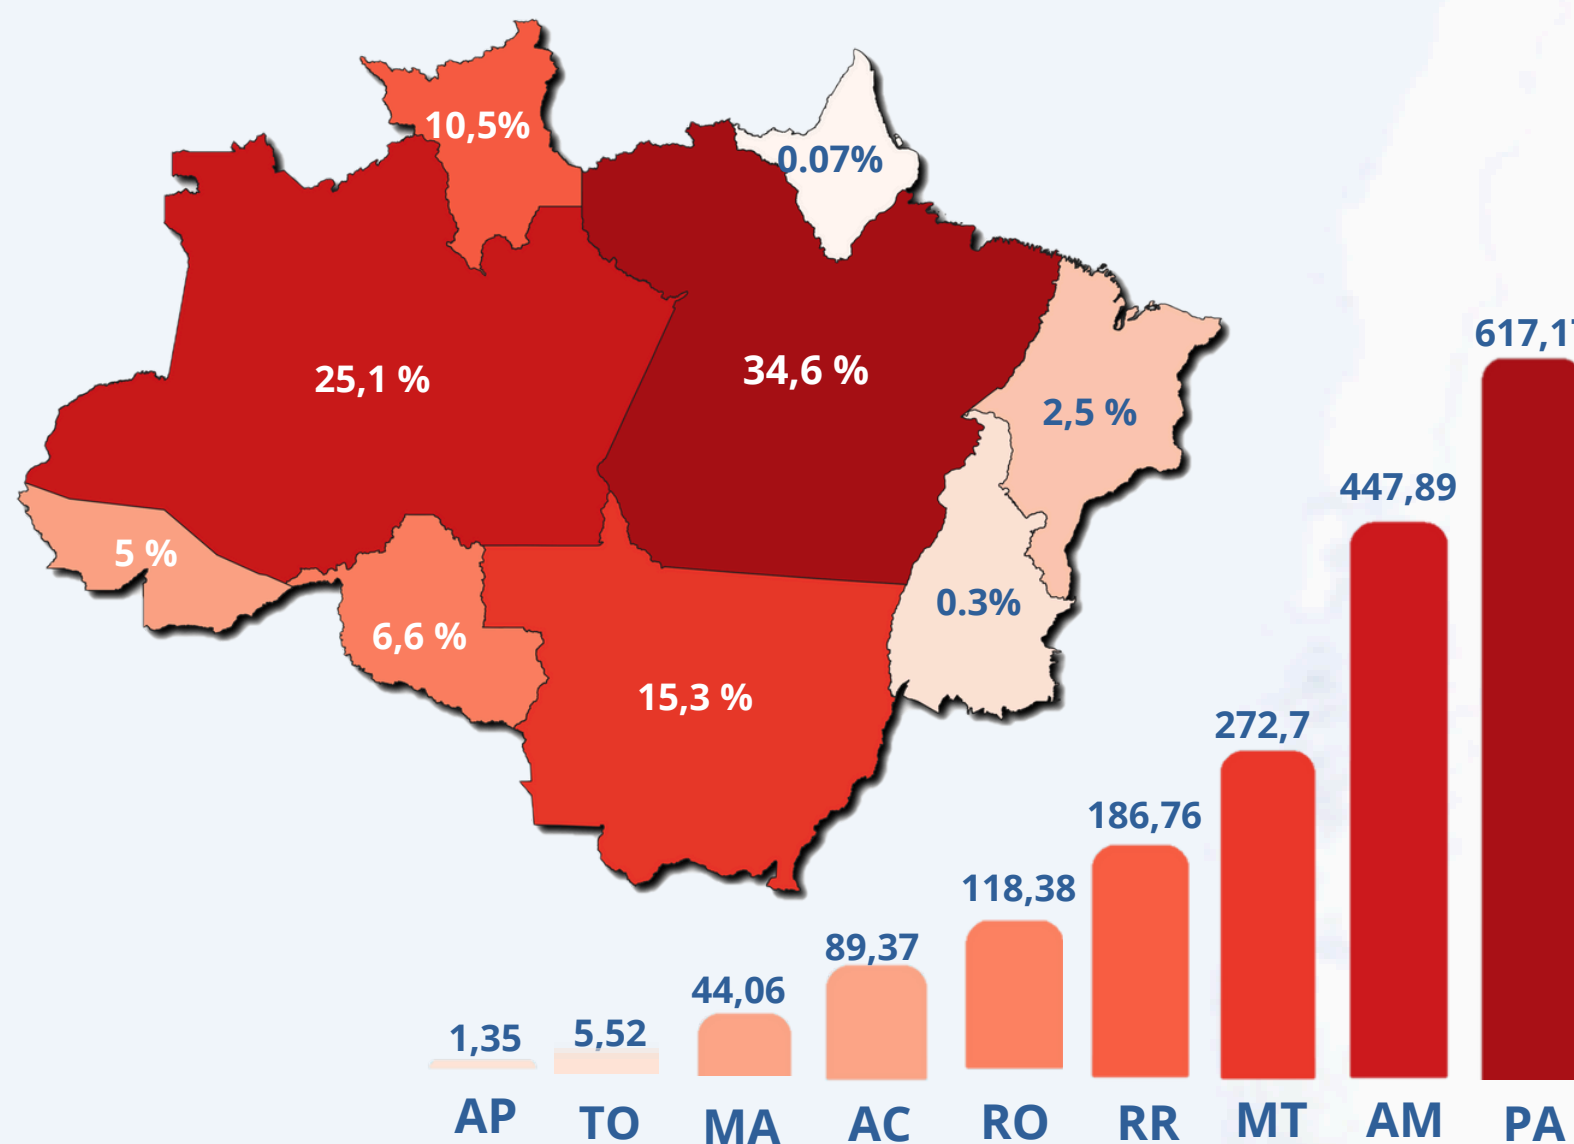 10,5%
0.07%
25,1 %
34,6 %
2,5 %
5 %
0.3%
6,6 %
15,3 %
617,17
447,89
272,7
186,76
118,38
89,37
44,06
5,52
1,35
AP
TO
MA
AC
RO
RR
MT
AM
PA